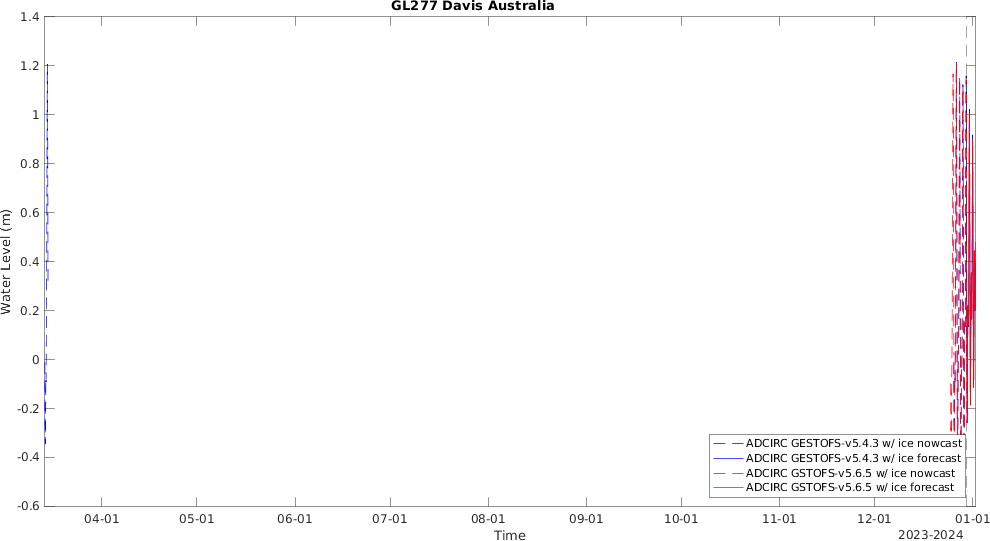 GL277 Davis Australia
1.4
1.2
1
0.8
0.6
0.4
0.2
0
-0.2
-0.4
-0.6
Water Level (m)
ADCIRC GESTOFS-v5.4.3 w/ ice nowcast
ADCIRC GESTOFS-v5.4.3 w/ ice forecast
ADCIRC GSTOFS-v5.6.5 w/ ice nowcast
ADCIRC GSTOFS-v5.6.5 w/ ice forecast
04-01 05-01 06-01 07-01 08-01 09-01 10-01 11-01 12-01 01-01
Time
2023-2024